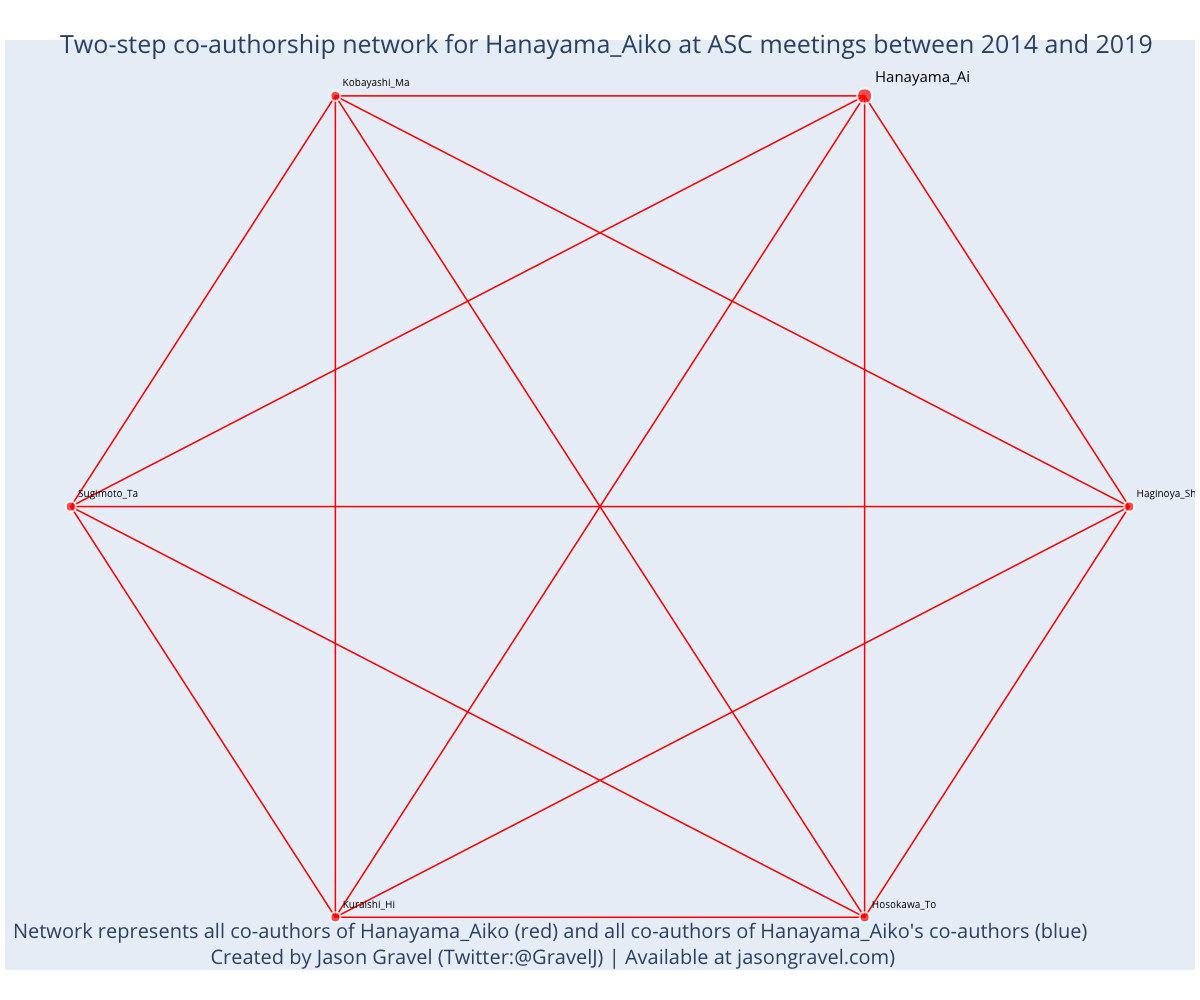 Two-step co-authorship network for Hanayama_Aiko at ASC meetings between 2014 and 2019
Hanayama_Ai
Kobayashi_Ma
Sugimoto_Ta
Haginoya_Sh
Kuraishi_Hi
Hosokawa_To
Network represents all co-authors of Hanayama_Aiko (red) and all co-authors of Hanayama_Aiko's co-authors (blue)
Created by Jason Gravel (Twitter:@GravelJ) | Available at jasongravel.com)